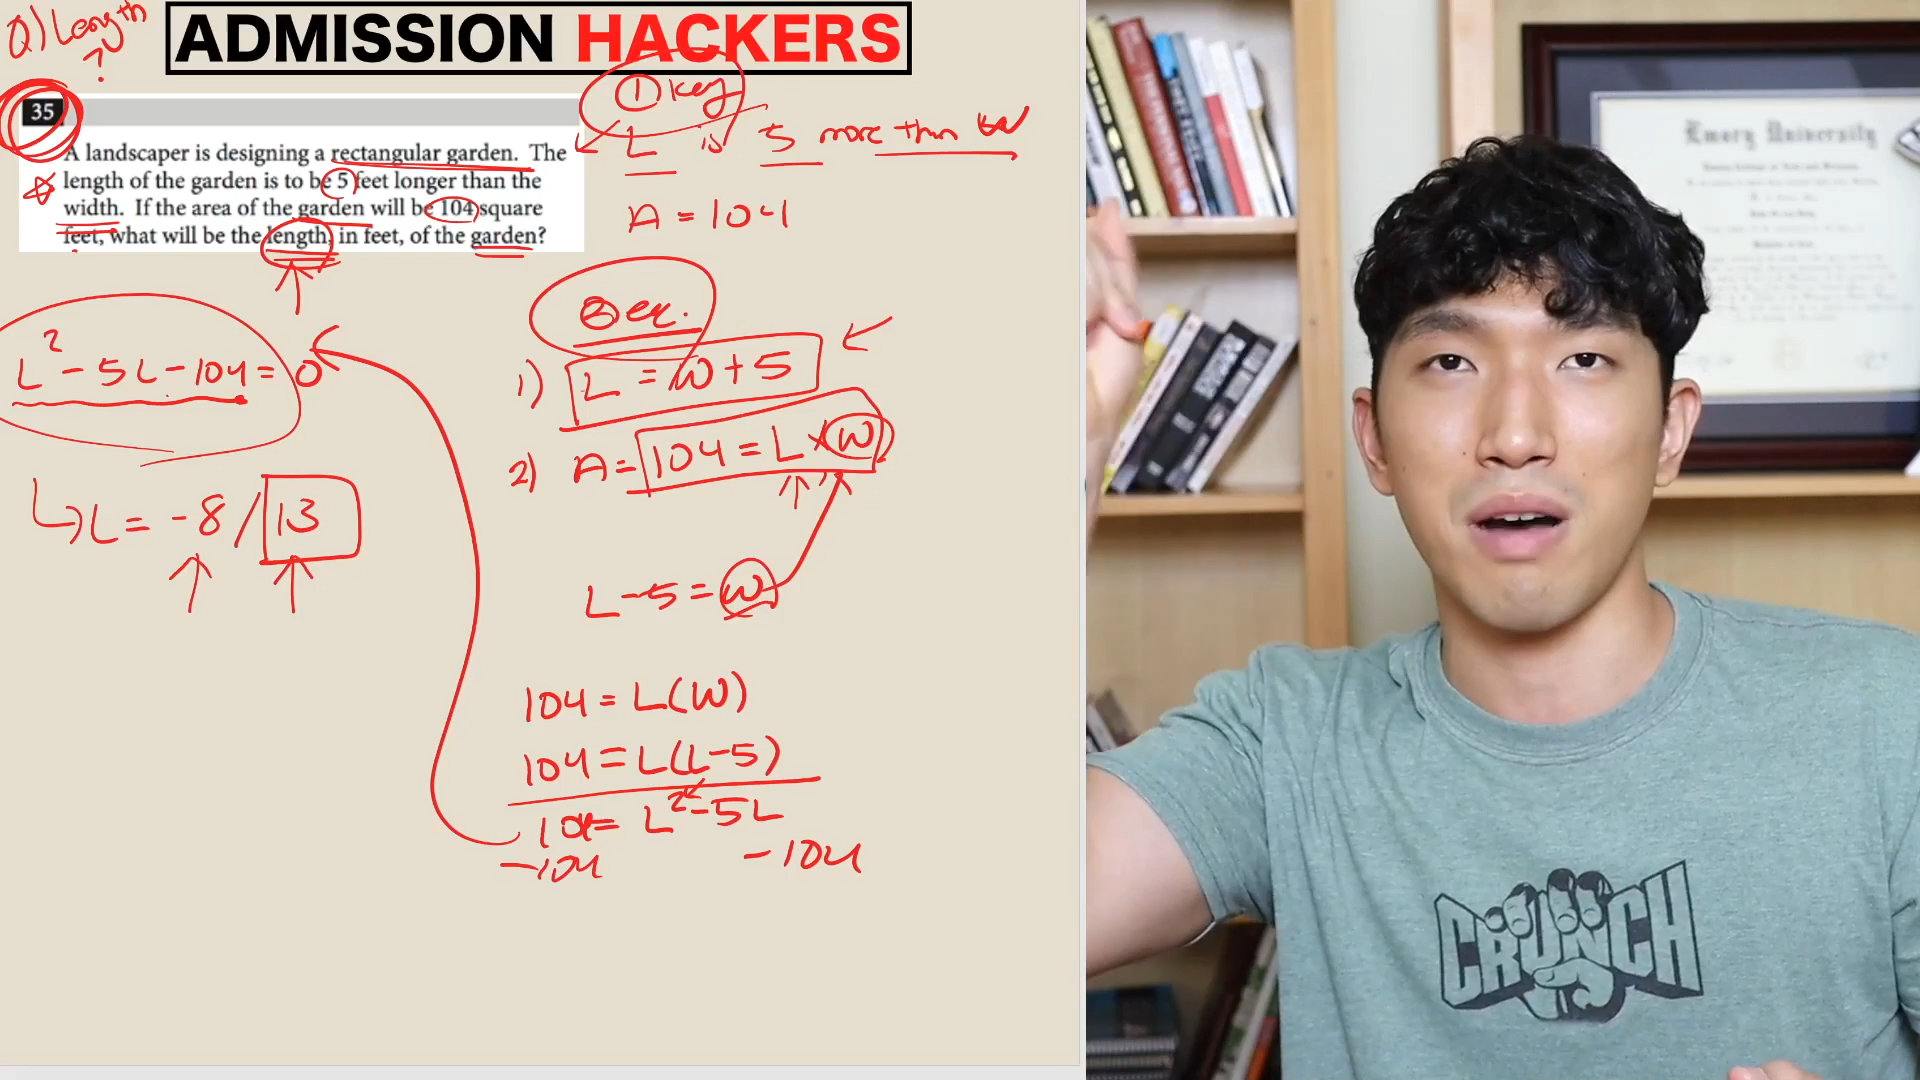 Q) Length
?
ADMISSION HACKERS
35
A landscaper is designing a rectangular garden. The
length of the garden is to be 5 feet longer than the
width. If the area of the garden will be 104 square
feet, what will be the length, in feet, of the garden?
① key
L is 5 more than W
A = 104
② eq.
1) L = W + 5
2) A = 104 = L × W
L - 5 = W
104 = L(W)
104 = L(L-5)
104 = L² - 5L
-104 -104
L² - 5L - 104 = 0
L = -8 / 13
Emory University
CRUNCH